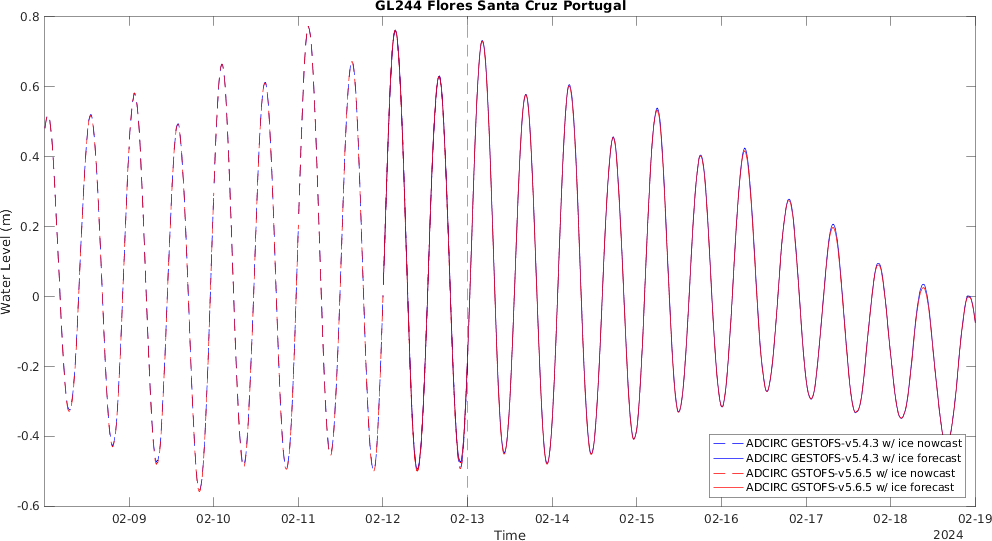 GL244 Flores Santa Cruz Portugal
0.8
0.6
0.4
0.2
0
-0.2
-0.4
-0.6
Water Level (m)
ADCIRC GESTOFS-v5.4.3 w/ ice nowcast
ADCIRC GESTOFS-v5.4.3 w/ ice forecast
ADCIRC GSTOFS-v5.6.5 w/ ice nowcast
ADCIRC GSTOFS-v5.6.5 w/ ice forecast
02-09 02-10 02-11 02-12 02-13 02-14 02-15 02-16 02-17 02-18 02-19
Time
2024